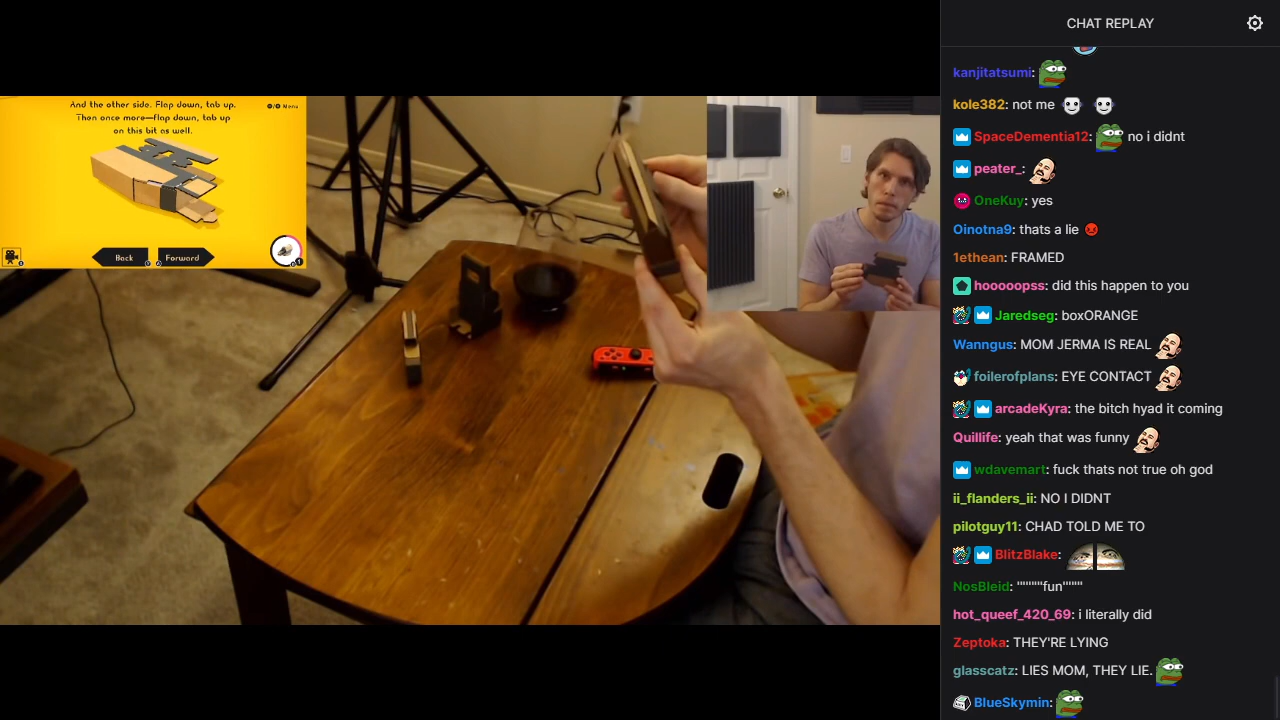 And the other side. Flap down, tab up.
Then once more—flap down, tab up
on this bit as well.
Menu
Back
Forward
CHAT REPLAY
kanjitatsumi:
kole382: not me
SpaceDementia12: no i didnt
peater_:
OneKuy: yes
Oinotna9: thats a lie
1ethean: FRAMED
hooooopss: did this happen to you
Jaredseg: boxORANGE
Wanngus: MOM JERMA IS REAL
foilerofplans: EYE CONTACT
arcadeKyra: the bitch hyad it coming
Quillife: yeah that was funny
wdavemart: fuck thats not true oh god
ii_flanders_ii: NO I DIDNT
pilotguy11: CHAD TOLD ME TO
BlitzBlake:
NosBleid: """"""fun"""""
hot_queef_420_69: i literally did
Zeptoka: THEY'RE LYING
glasscatz: LIES MOM, THEY LIE.
BlueSkymin: